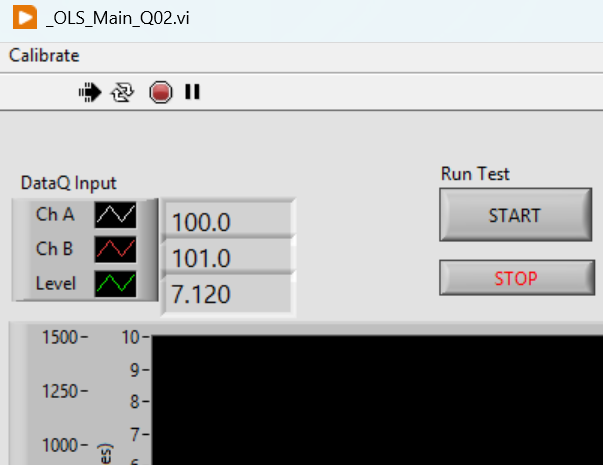 _OLS_Main_Q02.vi
Calibrate
DataQ Input
Run Test
Ch A 100.0
START
Ch B 101.0
Level 7.120
STOP
1500 10
9
1250
8
7
1000
es)